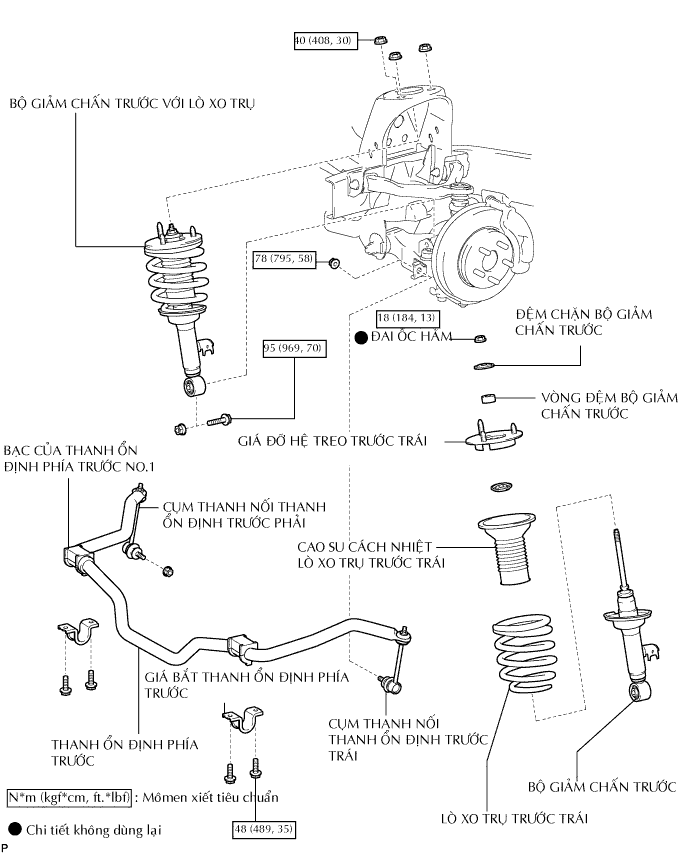 40 (408, 30)
BỘ GIẢM CHẤN TRƯỚC VỚI LÒ XO TRỤ
78 (795, 58)
18 (184, 13)
ĐAI ỐC HÃM
ĐỆM CHẶN BỘ GIẢM
CHẤN TRƯỚC
95 (969, 70)
VÒNG ĐỆM BỘ GIẢM
CHẤN TRƯỚC
GIÁ ĐỠ HỆ TREO TRƯỚC TRÁI
BẠC CỦA THANH ỔN
ĐỊNH PHÍA TRƯỚC NO.1
CỤM THANH NỐI THANH
ỔN ĐỊNH TRƯỚC PHẢI
CAO SU CÁCH NHIỆT
LÒ XO TRỤ TRƯỚC TRÁI
GIÁ BẮT THANH ỔN ĐỊNH PHÍA
TRƯỚC
CỤM THANH NỐI
THANH ỔN ĐỊNH TRƯỚC
TRÁI
THANH ỔN ĐỊNH PHÍA
TRƯỚC
BỘ GIẢM CHẤN TRƯỚC
LÒ XO TRỤ TRƯỚC TRÁI
N*m (kgf*cm, ft.*lbf) : Mômen xiết tiêu chuẩn
● Chi tiết không dùng lại
48 (489, 35)
P